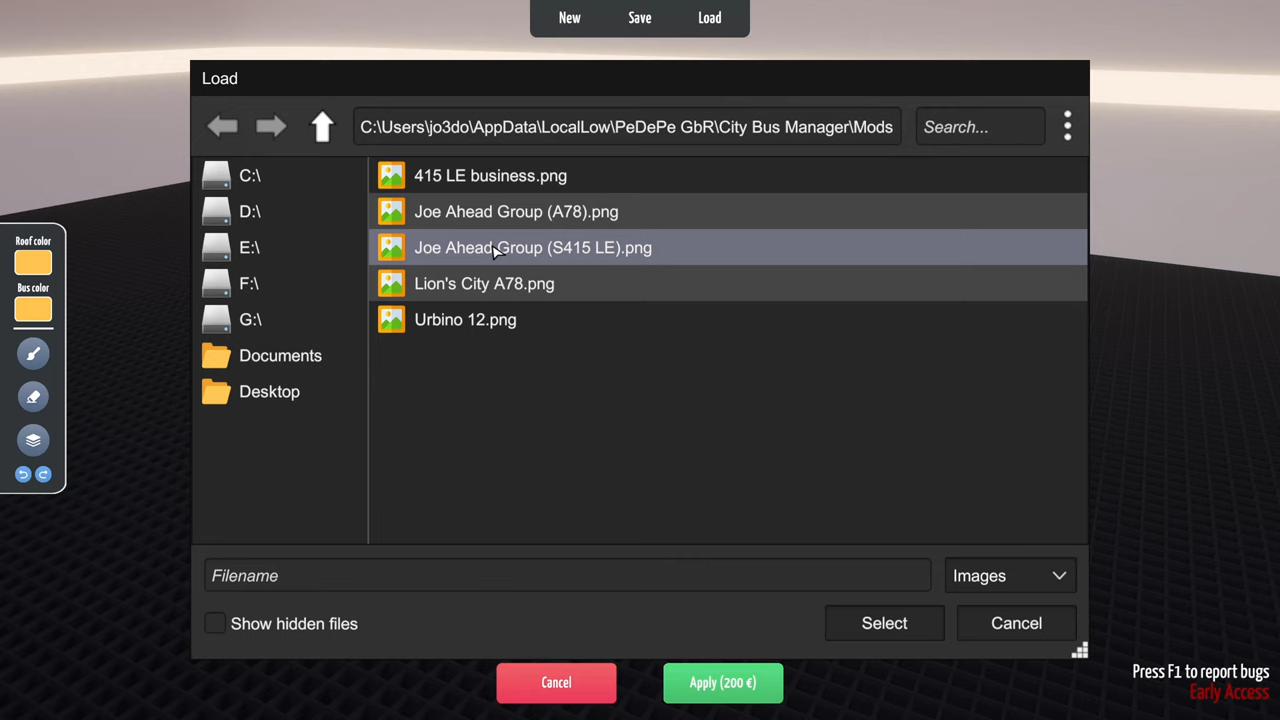 New Save Load
Load
C:\Users\jo3do\AppData\LocalLow\PeDePe GbR\City Bus Manager\Mods
Search...
C:\
D:\
E:\
F:\
G:\
Documents
Desktop
415 LE business.png
Joe Ahead Group (A78).png
Joe Ahead Group (S415 LE).png
Lion's City A78.png
Urbino 12.png
Roof color
Bus color
Filename
Images
Show hidden files
Select
Cancel
Cancel
Apply (200 €)
Press F1 to report bugs
Early Access